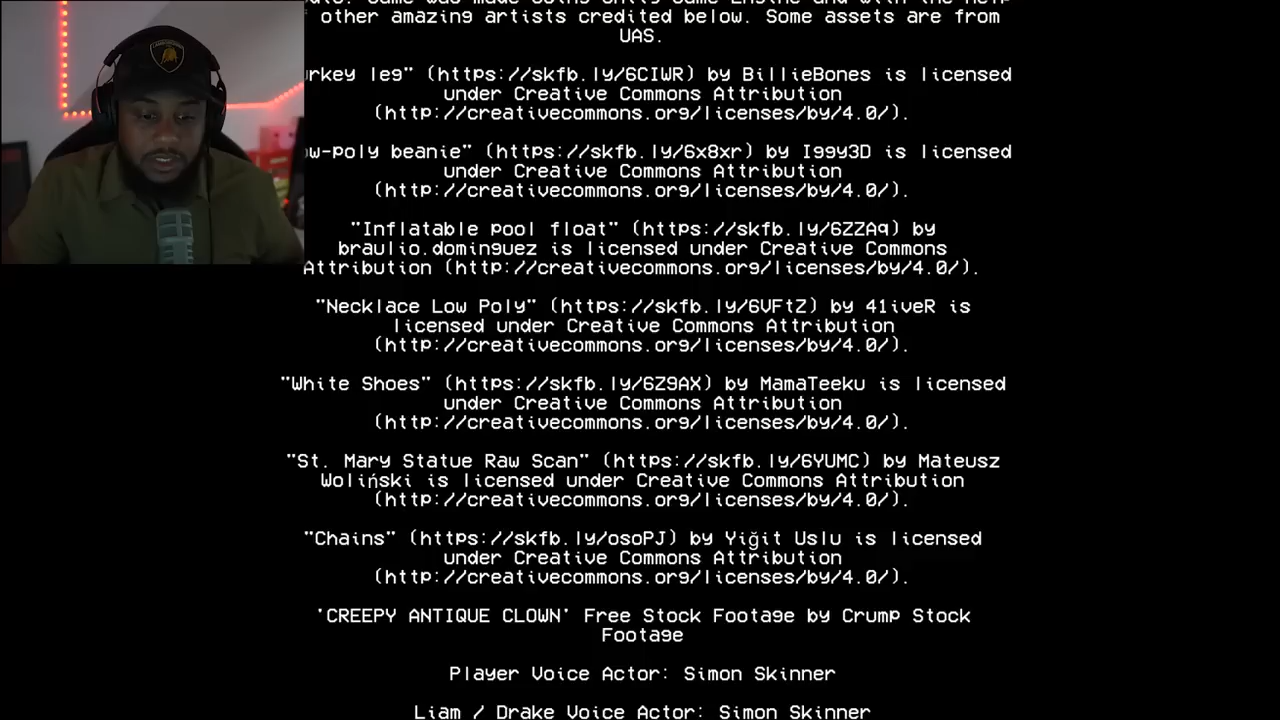 other amazing artists credited below. Some assets are from
UAS.
leg" (https://skfb.ly/6CIWR) by BillieBones is licensed
under Creative Commons Attribution
(http://creativecommons.org/licenses/by/4.0/).
beanie" (https://skfb.ly/6x8xr) by Iggy3D is licensed
under Creative Commons Attribution
(http://creativecommons.org/licenses/by/4.0/).
"Inflatable pool float" (https://skfb.ly/6ZZAq) by
braulio.dominguez is licensed under Creative Commons
Attribution (http://creativecommons.org/licenses/by/4.0/).
"Necklace Low Poly" (https://skfb.ly/6VFtZ) by 41iveR is
licensed under Creative Commons Attribution
(http://creativecommons.org/licenses/by/4.0/).
"White Shoes" (https://skfb.ly/6Z9AX) by MamaTeeku is licensed
under Creative Commons Attribution
(http://creativecommons.org/licenses/by/4.0/).
"St. Mary Statue Raw Scan" (https://skfb.ly/6YUMC) by Mateusz
Woliński is licensed under Creative Commons Attribution
(http://creativecommons.org/licenses/by/4.0/).
"Chains" (https://skfb.ly/osoPJ) by Yiğit Uslu is licensed
under Creative Commons Attribution
(http://creativecommons.org/licenses/by/4.0/).
'CREEPY ANTIQUE CLOWN' Free Stock Footage by Crump Stock
Footage
Player Voice Actor: Simon Skinner
Liam / Drake Voice Actor: Simon Skinner